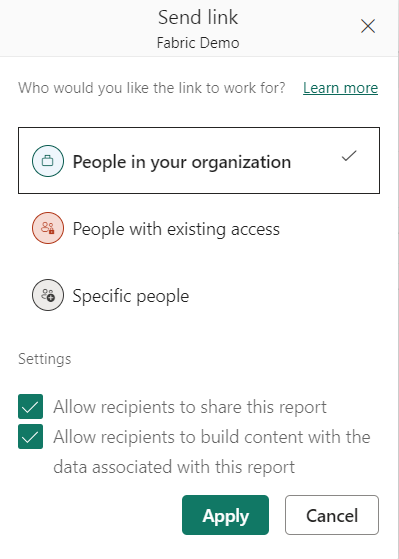 Send link
Fabric Demo
Who would you like the link to work for? Learn more
People in your organization
People with existing access
Specific people
Settings
Allow recipients to share this report
Allow recipients to build content with the
data associated with this report
Apply Cancel